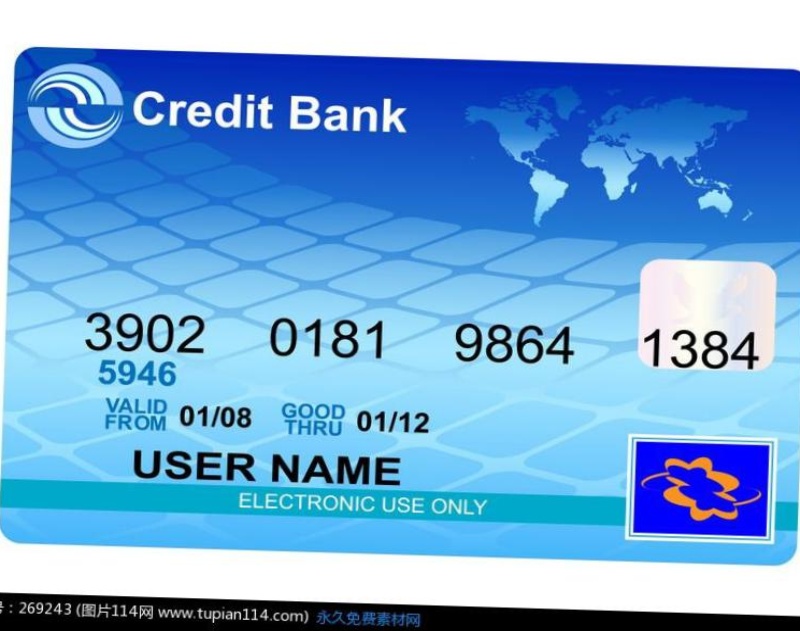 Credit Bank
3902 0181 9864 1384
5946
VALID FROM 01/08 GOOD THRU 01/12
USER NAME
ELECTRONIC USE ONLY
号：269243 (图片114网 www.tupian114.com) 永久免费素材网